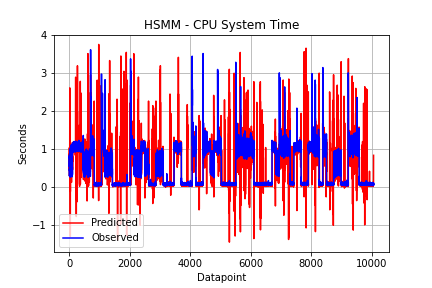 HSMM - CPU System Time
4
3
2
1
0
−1
Seconds
Predicted
Observed
0 2000 4000 6000 8000 10000
Datapoint